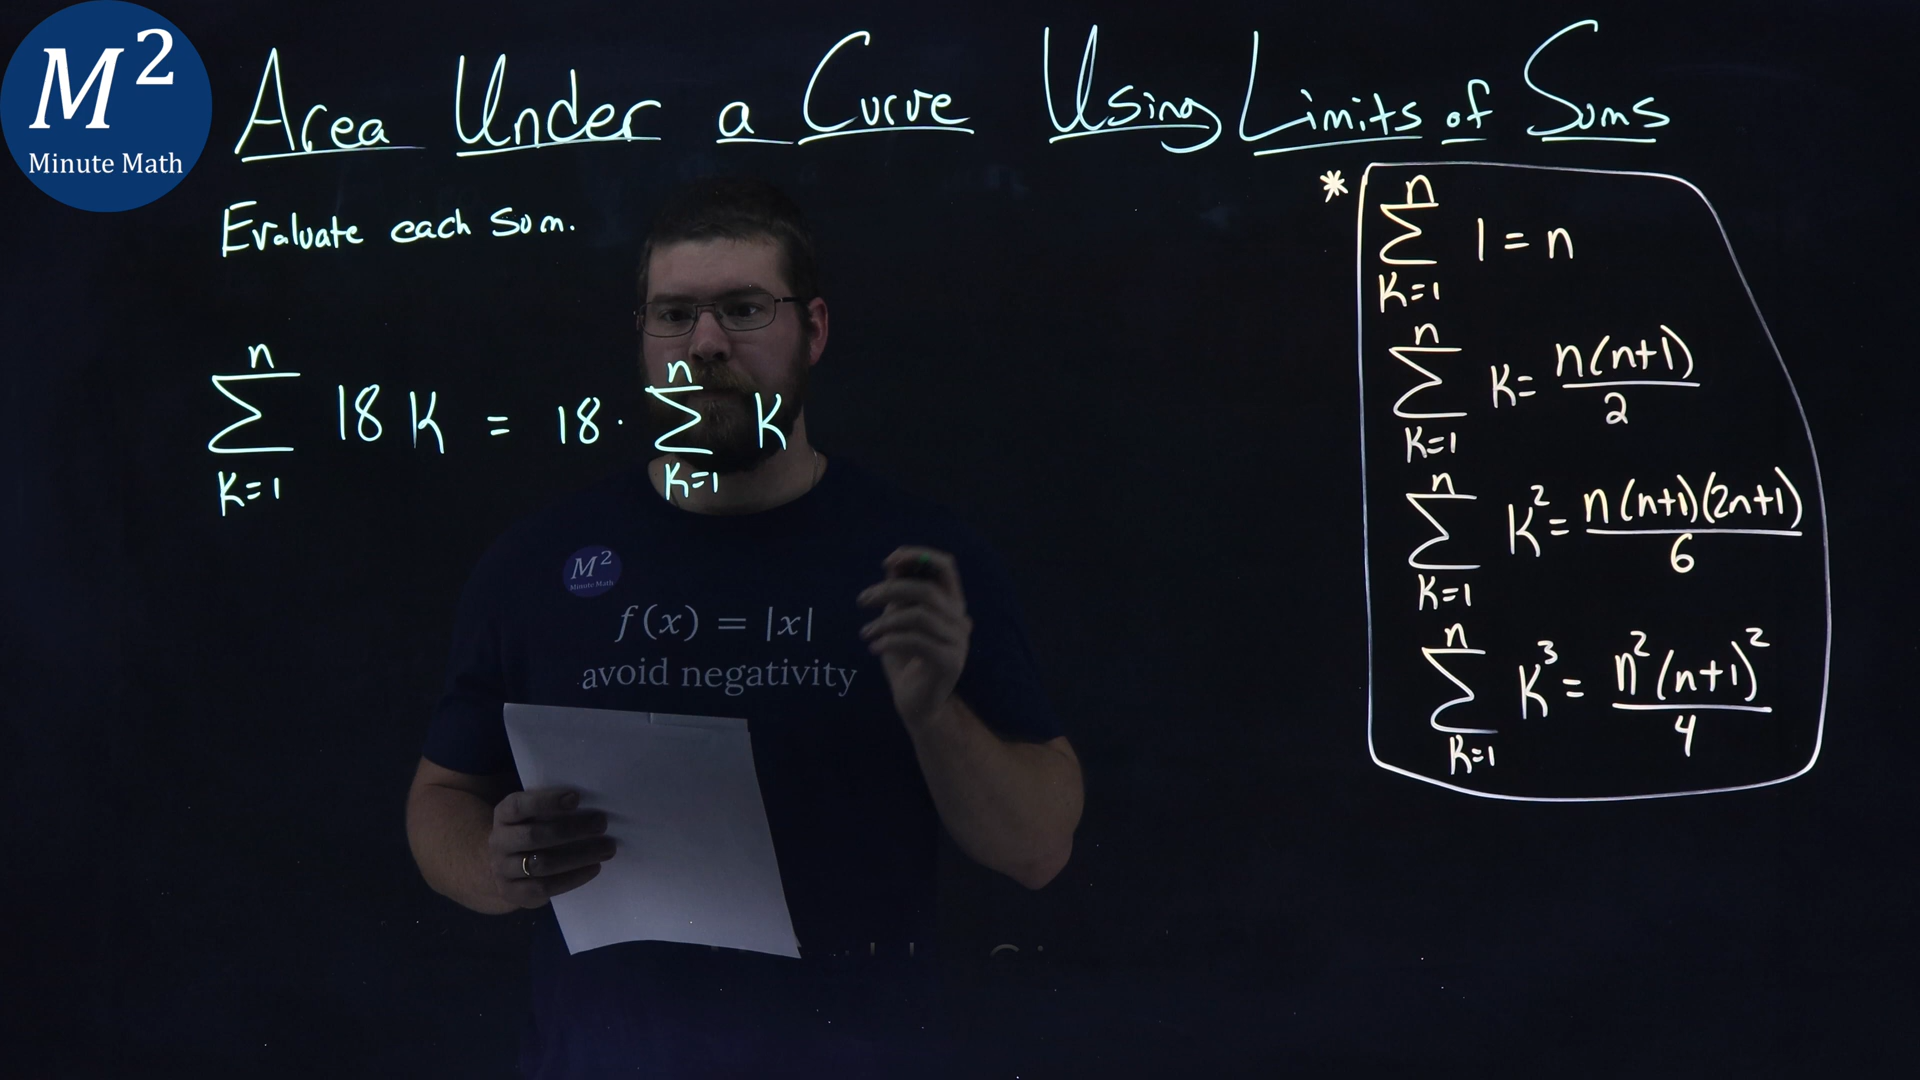 M²
Minute Math
Area Under a Curve Using Limits of Sums
Evaluate each sum.
n
∑ 18K = 18 · ∑ K
K=1
n
K=1
*
n
∑ 1 = n
K=1
n
∑ K = n(n+1)/2
K=1
n
∑ K² = n(n+1)(2n+1)/6
K=1
n
∑ K³ = n²(n+1)²/4
K=1
M²
Minute Math
f(x) = |x|
avoid negativity